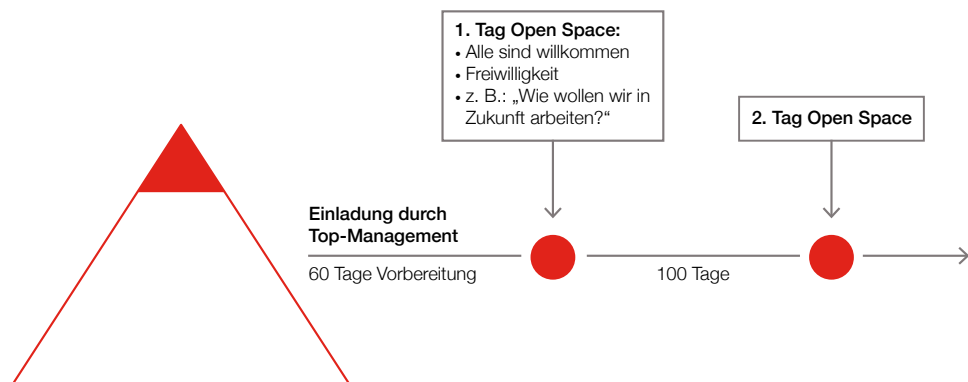 1. Tag Open Space:
• Alle sind willkommen
• Freiwilligkeit
• z. B.: „Wie wollen wir in
Zukunft arbeiten?“
2. Tag Open Space
Einladung durch
Top-Management
60 Tage Vorbereitung
100 Tage